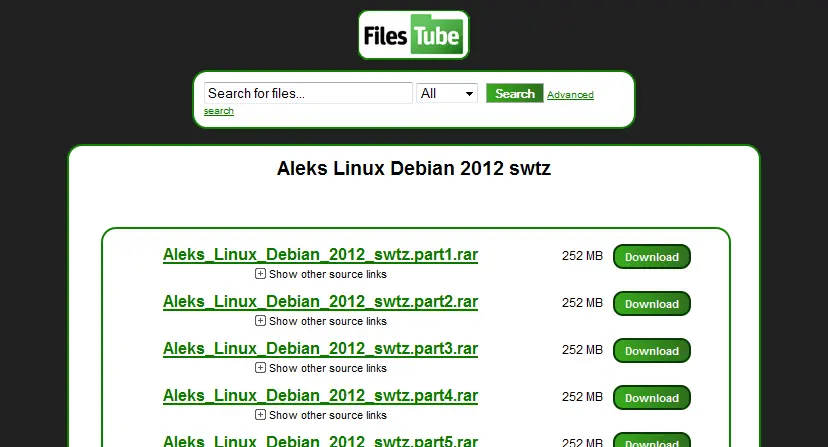 Files Tube
Search for files... All Search Advanced
search
Aleks Linux Debian 2012 swtz
Aleks_Linux_Debian_2012_swtz.part1.rar 252 MB Download
Show other source links
Aleks_Linux_Debian_2012_swtz.part2.rar 252 MB Download
Show other source links
Aleks_Linux_Debian_2012_swtz.part3.rar 252 MB Download
Show other source links
Aleks_Linux_Debian_2012_swtz.part4.rar 252 MB Download
Show other source links
Aleks_Linux_Debian_2012_swtz.part5.rar 252 MB Download